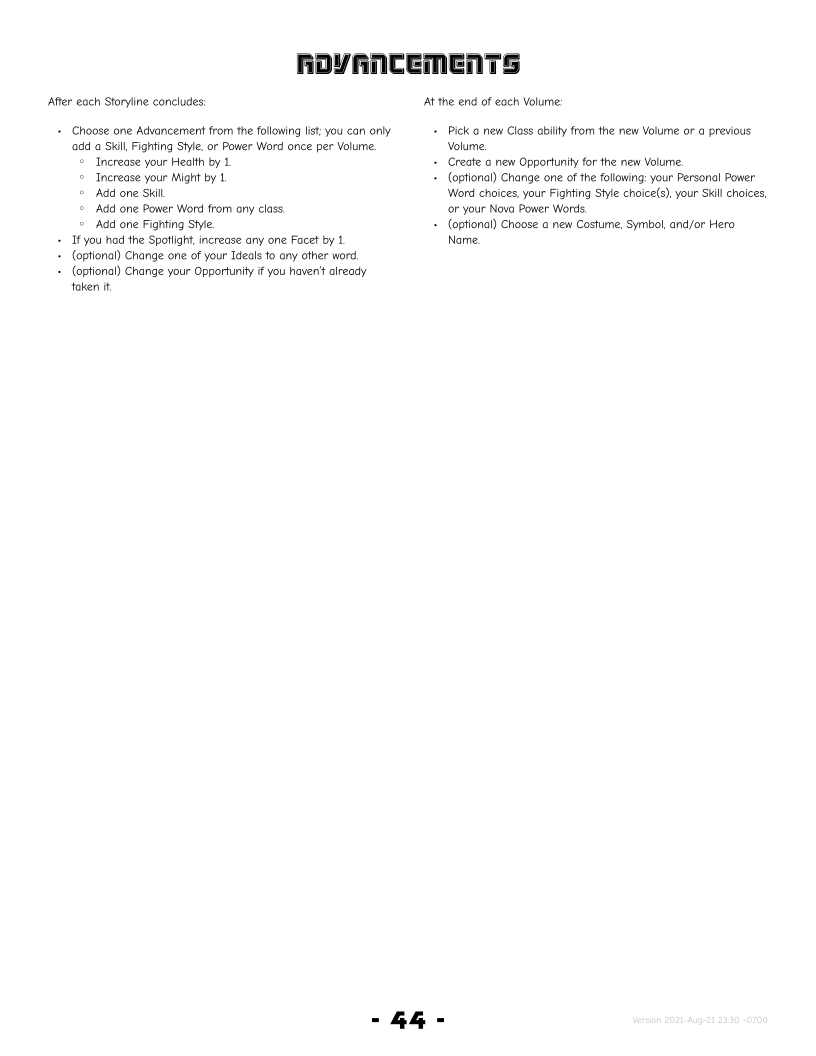 ADVANCEMENTS
After each Storyline concludes:
• Choose one Advancement from the following list; you can only
add a Skill, Fighting Style, or Power Word once per Volume.
◦ Increase your Health by 1.
◦ Increase your Might by 1.
◦ Add one Skill.
◦ Add one Power Word from any class.
◦ Add one Fighting Style.
• If you had the Spotlight, increase any one Facet by 1.
• (optional) Change one of your Ideals to any other word.
• (optional) Change your Opportunity if you haven't already
taken it.
At the end of each Volume:
• Pick a new Class ability from the new Volume or a previous
Volume.
• Create a new Opportunity for the new Volume.
• (optional) Change one of the following: your Personal Power
Word choices, your Fighting Style choice(s), your Skill choices,
or your Nova Power Words.
• (optional) Choose a new Costume, Symbol, and/or Hero
Name.
- 44 -
Version 2021-Aug-21 23:30 -0700